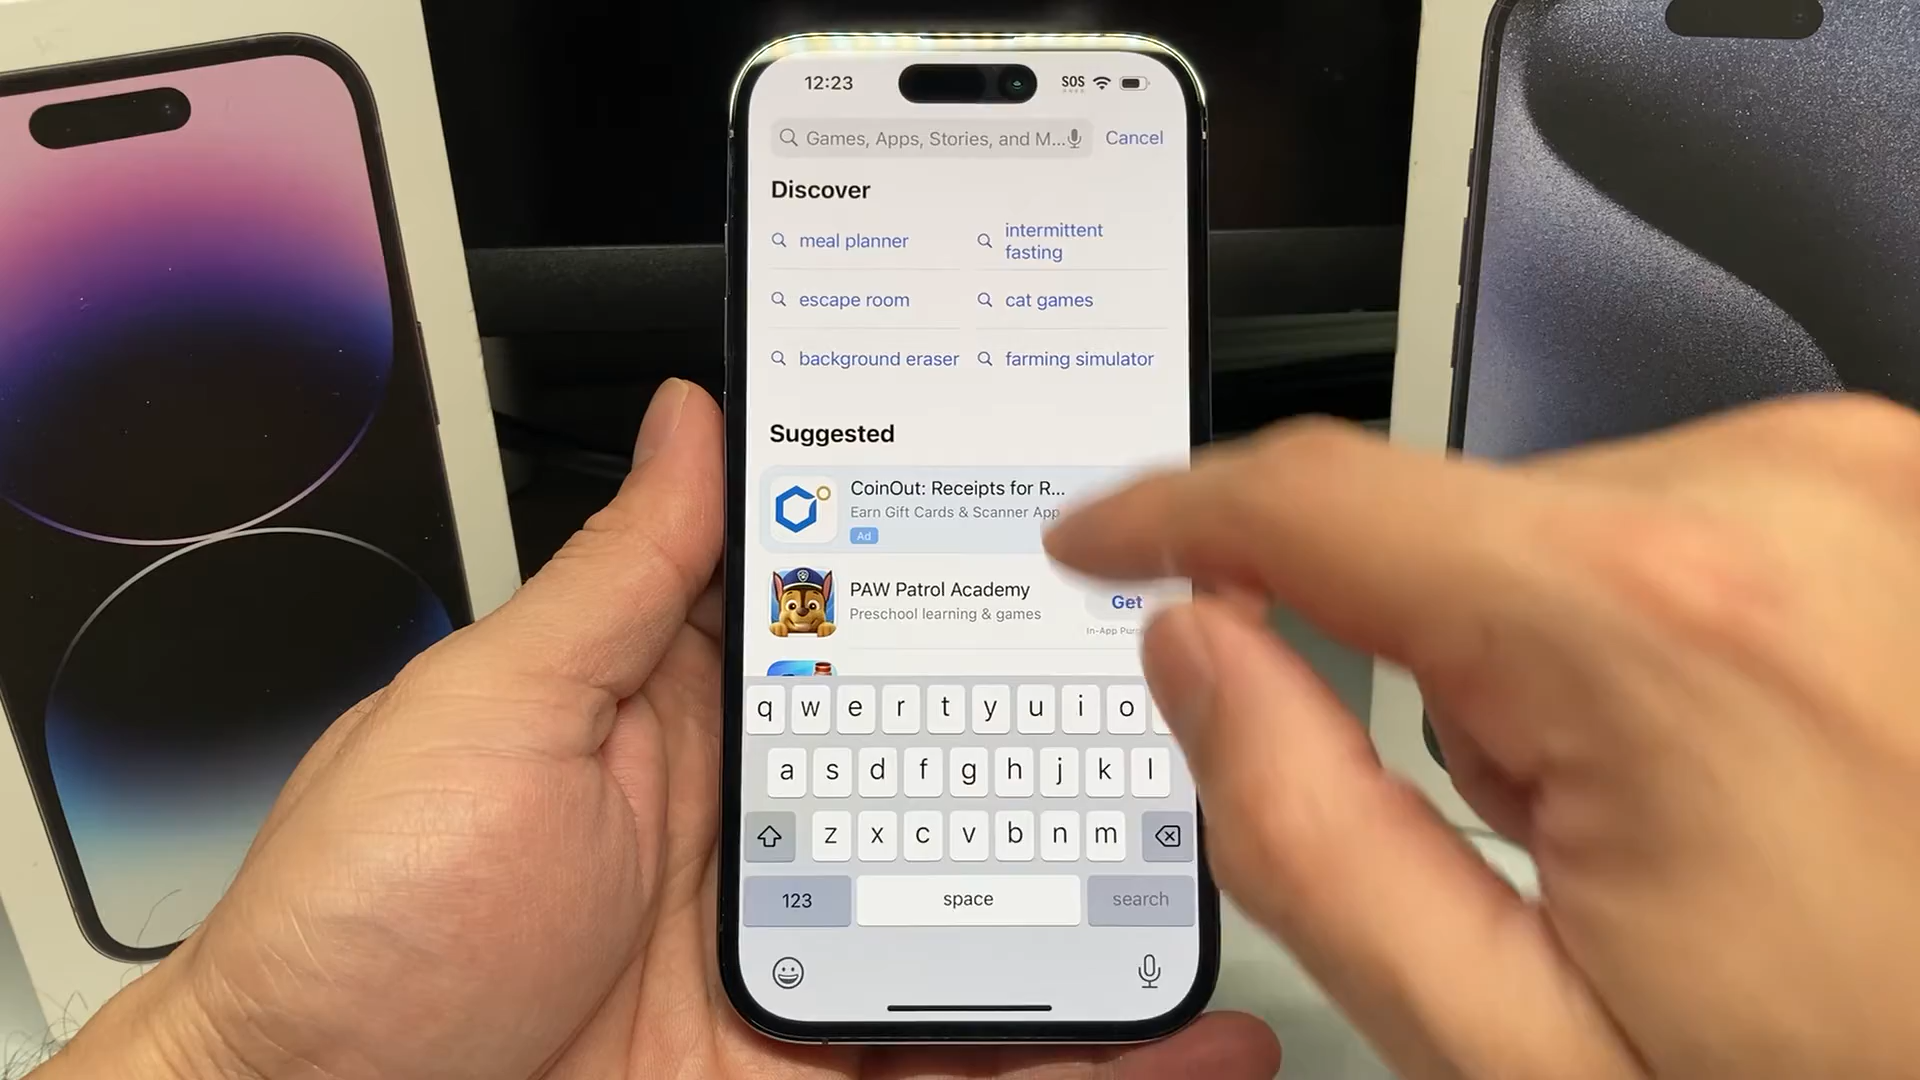 12:23
SOS
Games, Apps, Stories, and M...
Cancel
Discover
meal planner
intermittent
fasting
escape room
cat games
background eraser
farming simulator
Suggested
CoinOut: Receipts for R...
Earn Gift Cards & Scanner App
Ad
PAW Patrol Academy
Preschool learning & games
Get
In-App
q w e r t y u i o
a s d f g h j k l
z x c v b n m
123
space
search